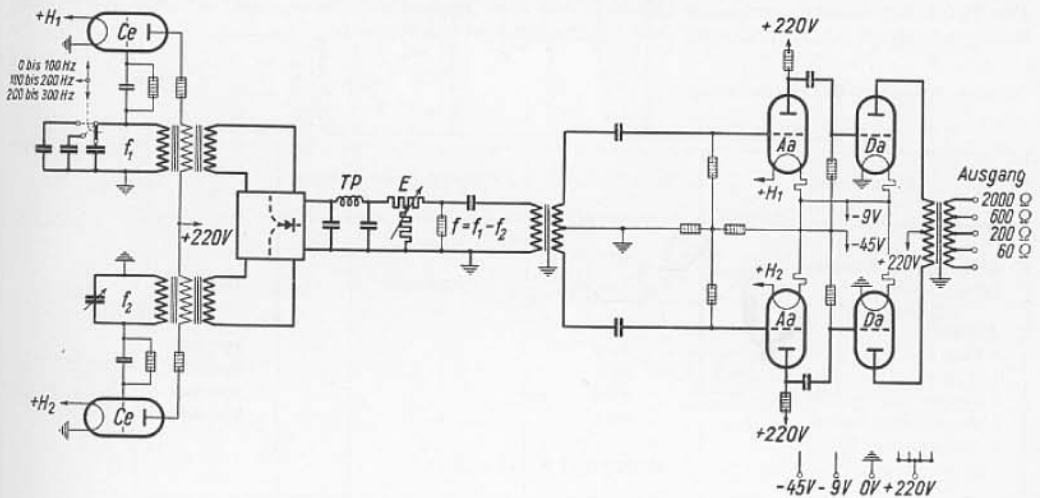 +H₁
Ce
0 bis 100 Hz
100 bis 200 Hz
200 bis 300 Hz
f₁
+220V
f₂
+H₂
Ce
TP
E
f = f₁ - f₂
+220V
Aa
Da
+H₁
-9V
-45V
+220V
+H₂
Aa
Da
+220V
Ausgang
2000 Ω
600 Ω
200 Ω
60 Ω
-45V -9V 0V +220V